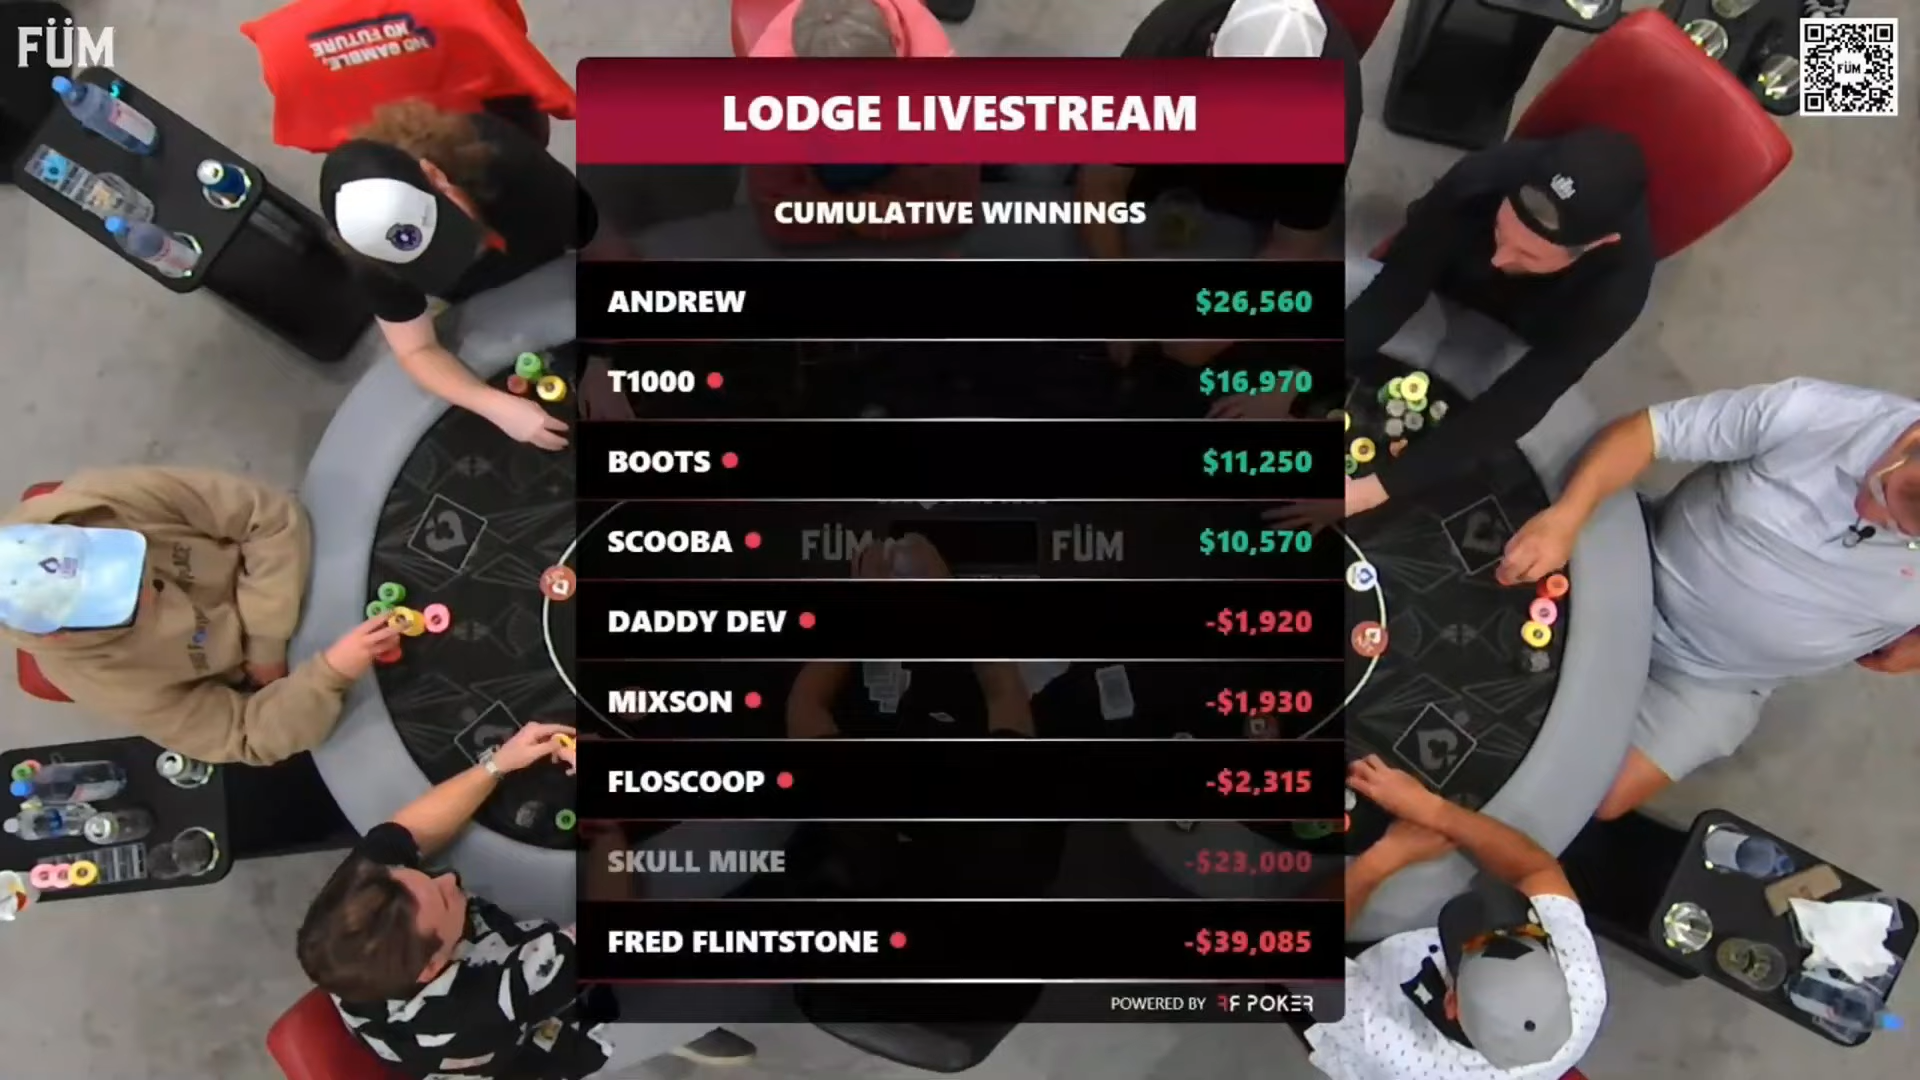 FÜM
NO GAMBLE,
NO FUTURE
FÜM
LODGE LIVESTREAM
CUMULATIVE WINNINGS
ANDREW $26,560
T1000 $16,970
BOOTS $11,250
SCOOBA $10,570
FÜM FÜM
DADDY DEV -$1,920
MIXSON -$1,930
FLOSCOOP -$2,315
SKULL MIKE -$23,000
FRED FLINTSTONE -$39,085
POWERED BY RF POKER